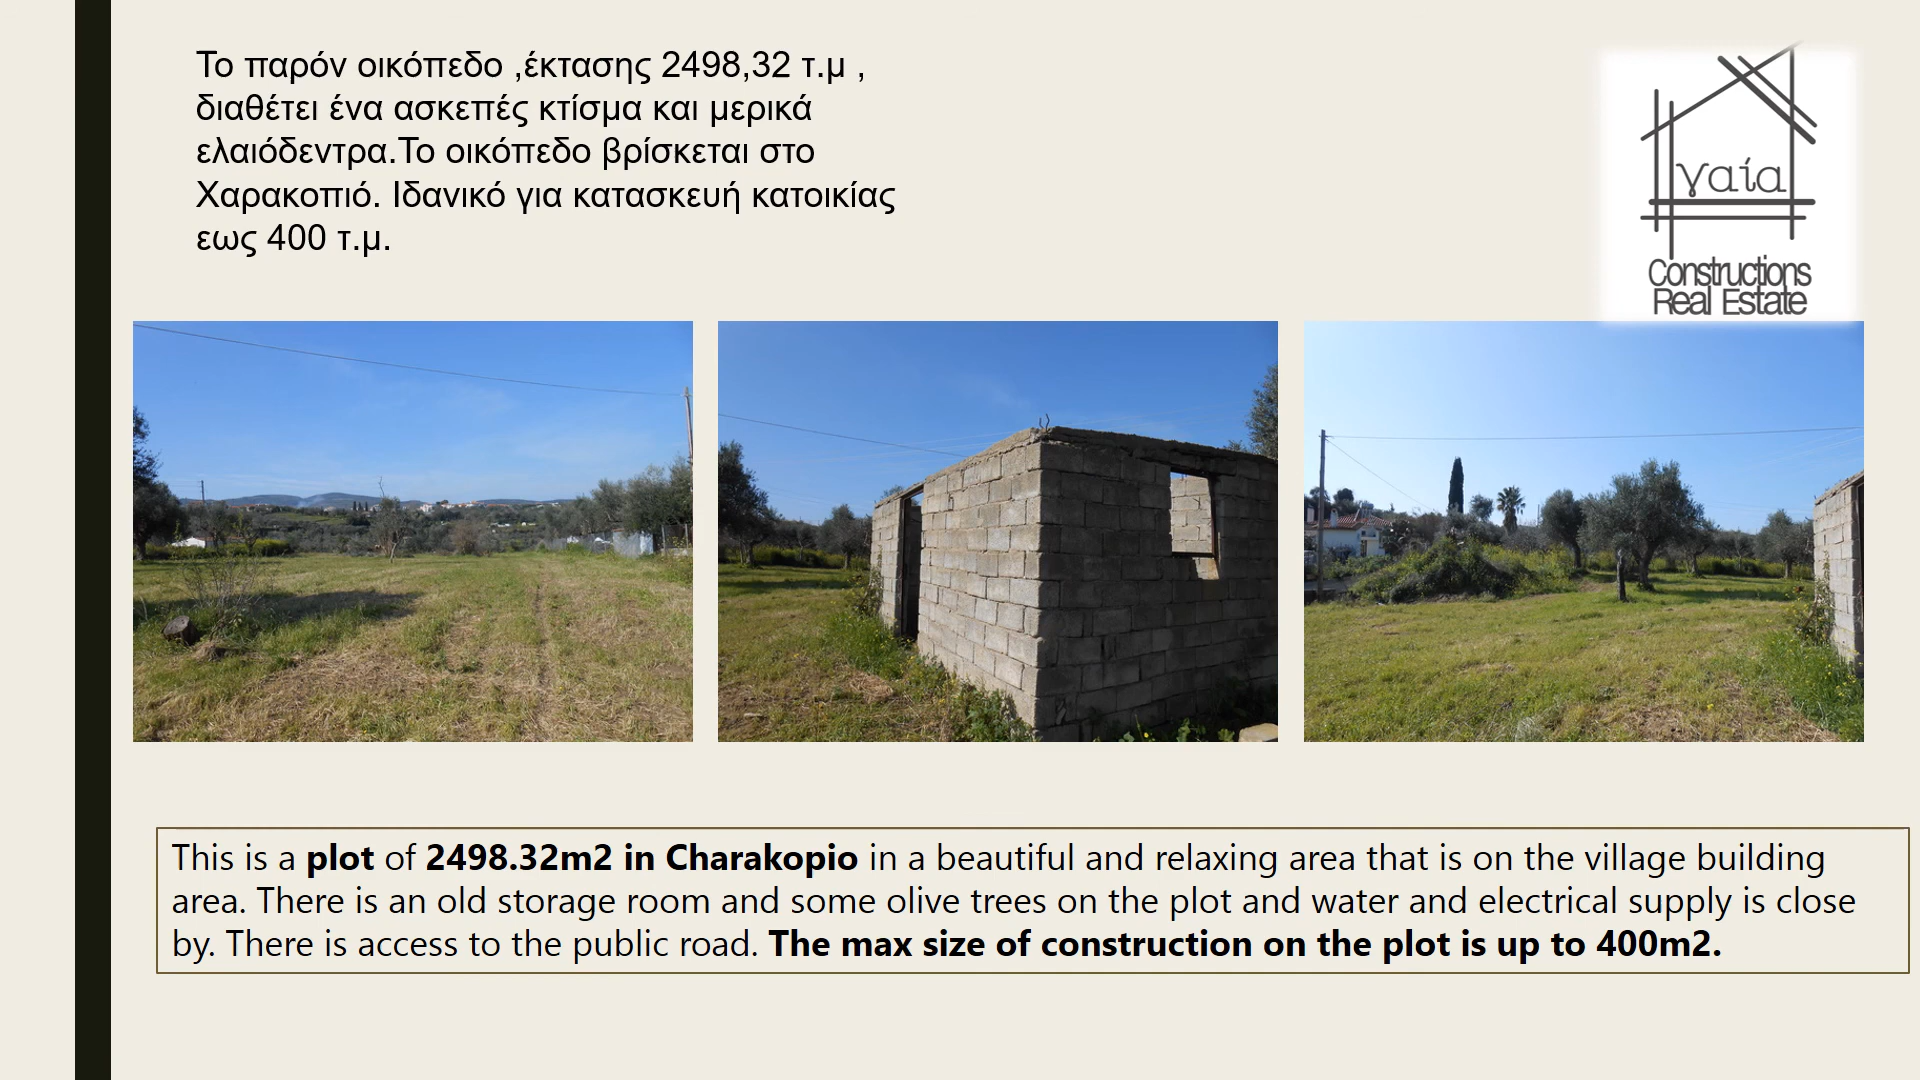 Το παρόν οικόπεδο ,έκτασης 2498,32 τ.μ ,
διαθέτει ένα ασκεπές κτίσμα και μερικά
ελαιόδεντρα.Το οικόπεδο βρίσκεται στο
Χαρακοπιό. Ιδανικό για κατασκευή κατοικίας
εως 400 τ.μ.
γαία
Constructions
Real Estate
This is a plot of 2498.32m2 in Charakopio in a beautiful and relaxing area that is on the village building
area. There is an old storage room and some olive trees on the plot and water and electrical supply is close
by. There is access to the public road. The max size of construction on the plot is up to 400m2.